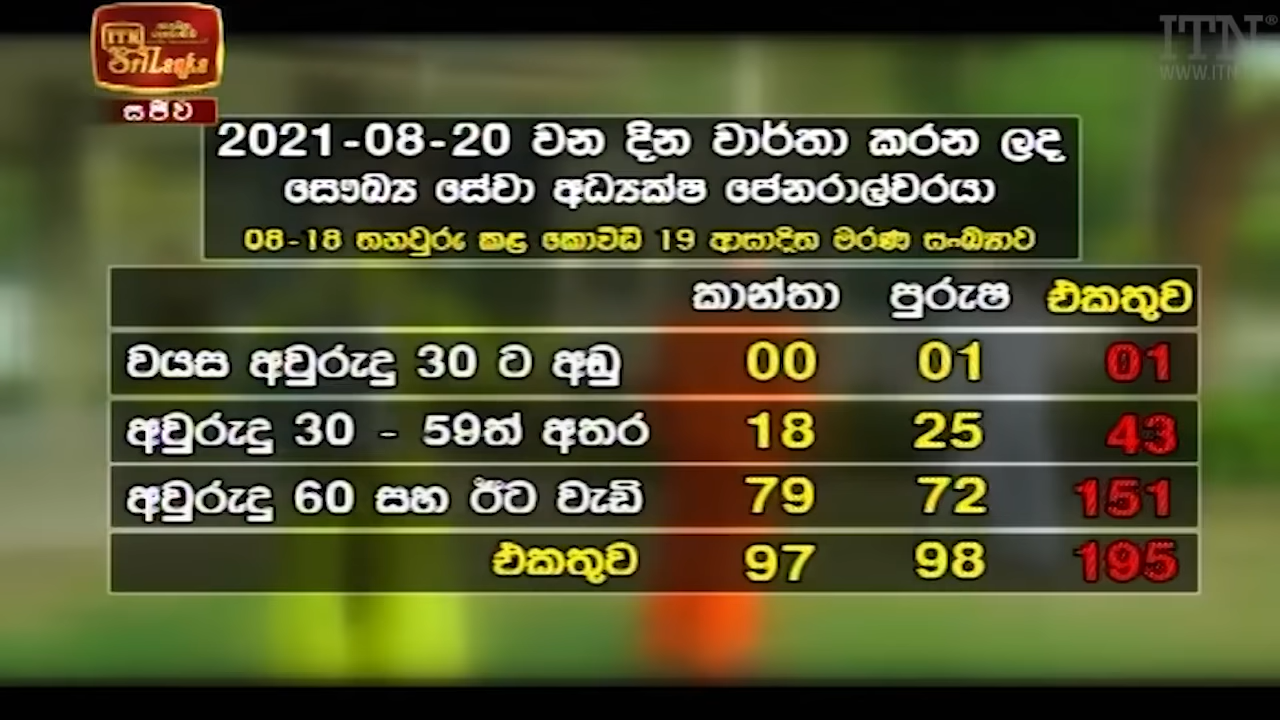 ITN
Sri Lanka
සජීව
ITN
WWW.ITN
2021-08-20 වන දින වාර්තා කරන ලද
සෞඛ්‍ය සේවා අධ්‍යක්ෂ ජෙනරාල්වරයා
08-18 තහවුරු කළ කොවිඩ් 19 ආසාදිත මරණ සංඛ්‍යාව
කාන්තා පුරුෂ එකතුව
වයස අවුරුදු 30 ට අඩු 00 01 01
අවුරුදු 30 - 59ත් අතර 18 25 43
අවුරුදු 60 සහ ඊට වැඩි 79 72 151
එකතුව 97 98 195